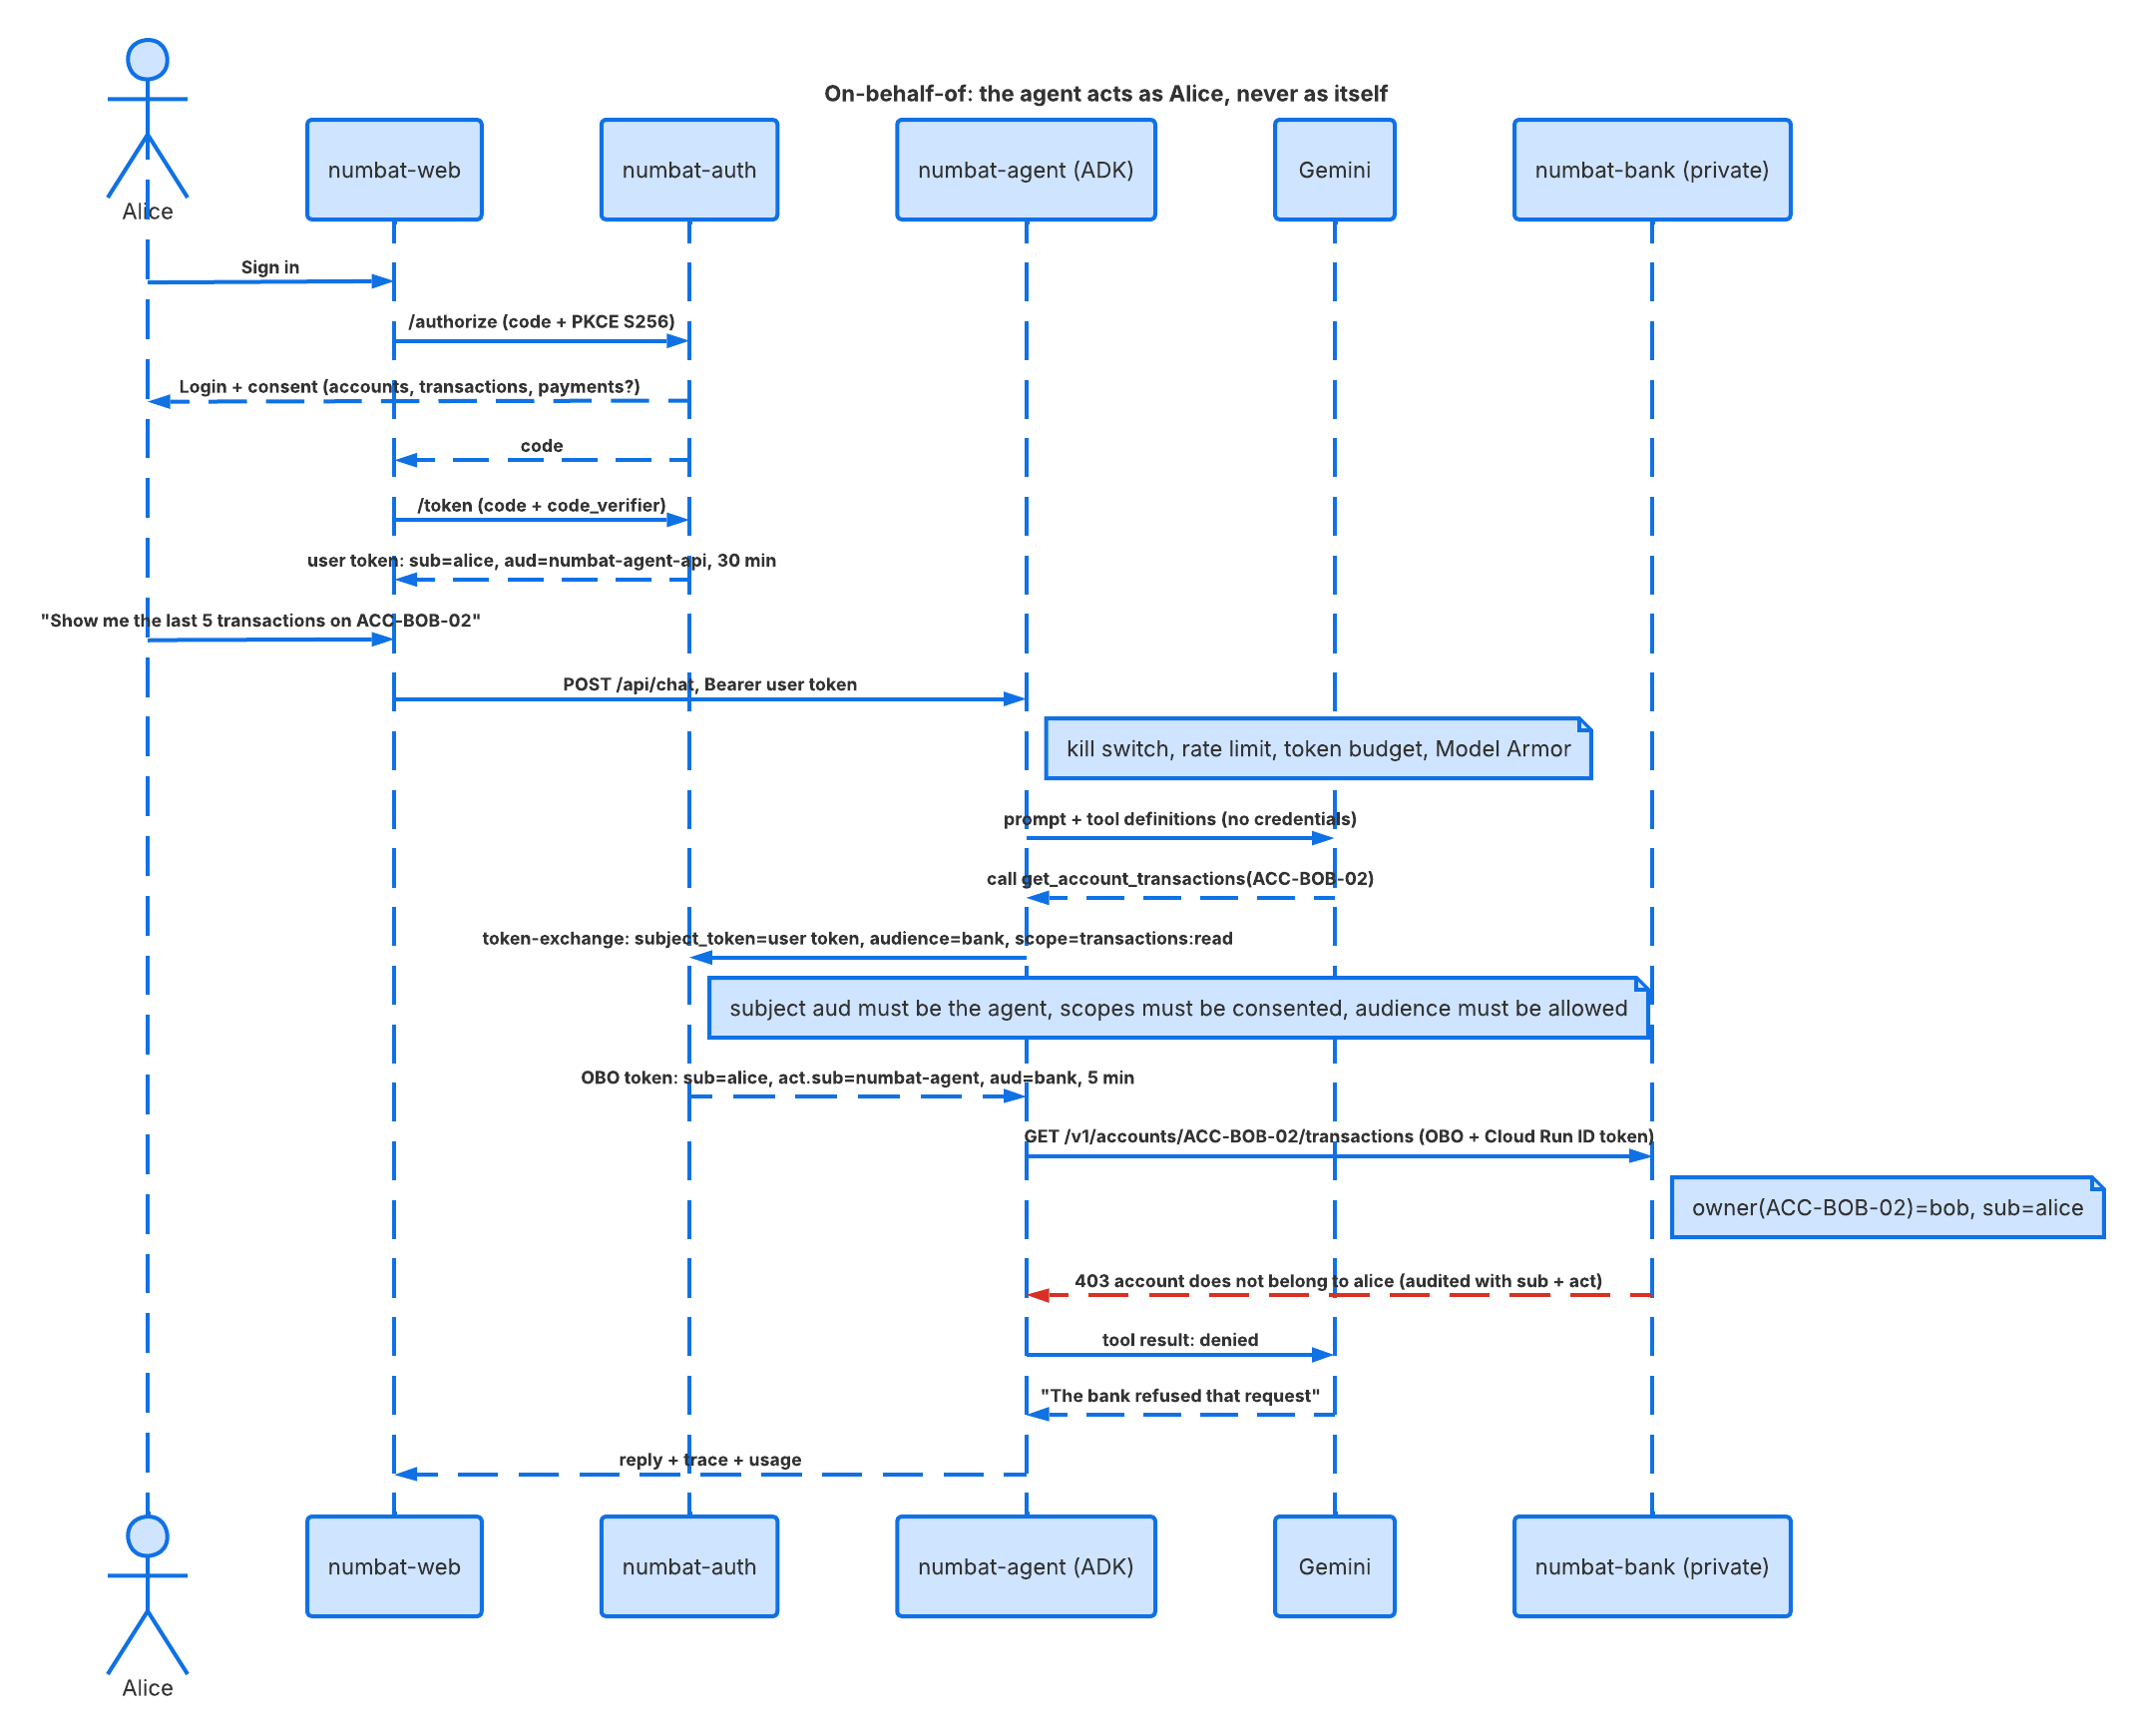 On-behalf-of: the agent acts as Alice, never as itself
Alice
numbat-web
numbat-auth
numbat-agent (ADK)
Gemini
numbat-bank (private)
Sign in
/authorize (code + PKCE S256)
Login + consent (accounts, transactions, payments?)
code
/token (code + code_verifier)
user token: sub=alice, aud=numbat-agent-api, 30 min
"Show me the last 5 transactions on ACC-BOB-02"
POST /api/chat, Bearer user token
kill switch, rate limit, token budget, Model Armor
prompt + tool definitions (no credentials)
call get_account_transactions(ACC-BOB-02)
token-exchange: subject_token=user token, audience=bank, scope=transactions:read
subject aud must be the agent, scopes must be consented, audience must be allowed
OBO token: sub=alice, act.sub=numbat-agent, aud=bank, 5 min
GET /v1/accounts/ACC-BOB-02/transactions (OBO + Cloud Run ID token)
owner(ACC-BOB-02)=bob, sub=alice
403 account does not belong to alice (audited with sub + act)
tool result: denied
"The bank refused that request"
reply + trace + usage
numbat-web
numbat-auth
numbat-agent (ADK)
Gemini
numbat-bank (private)
Alice